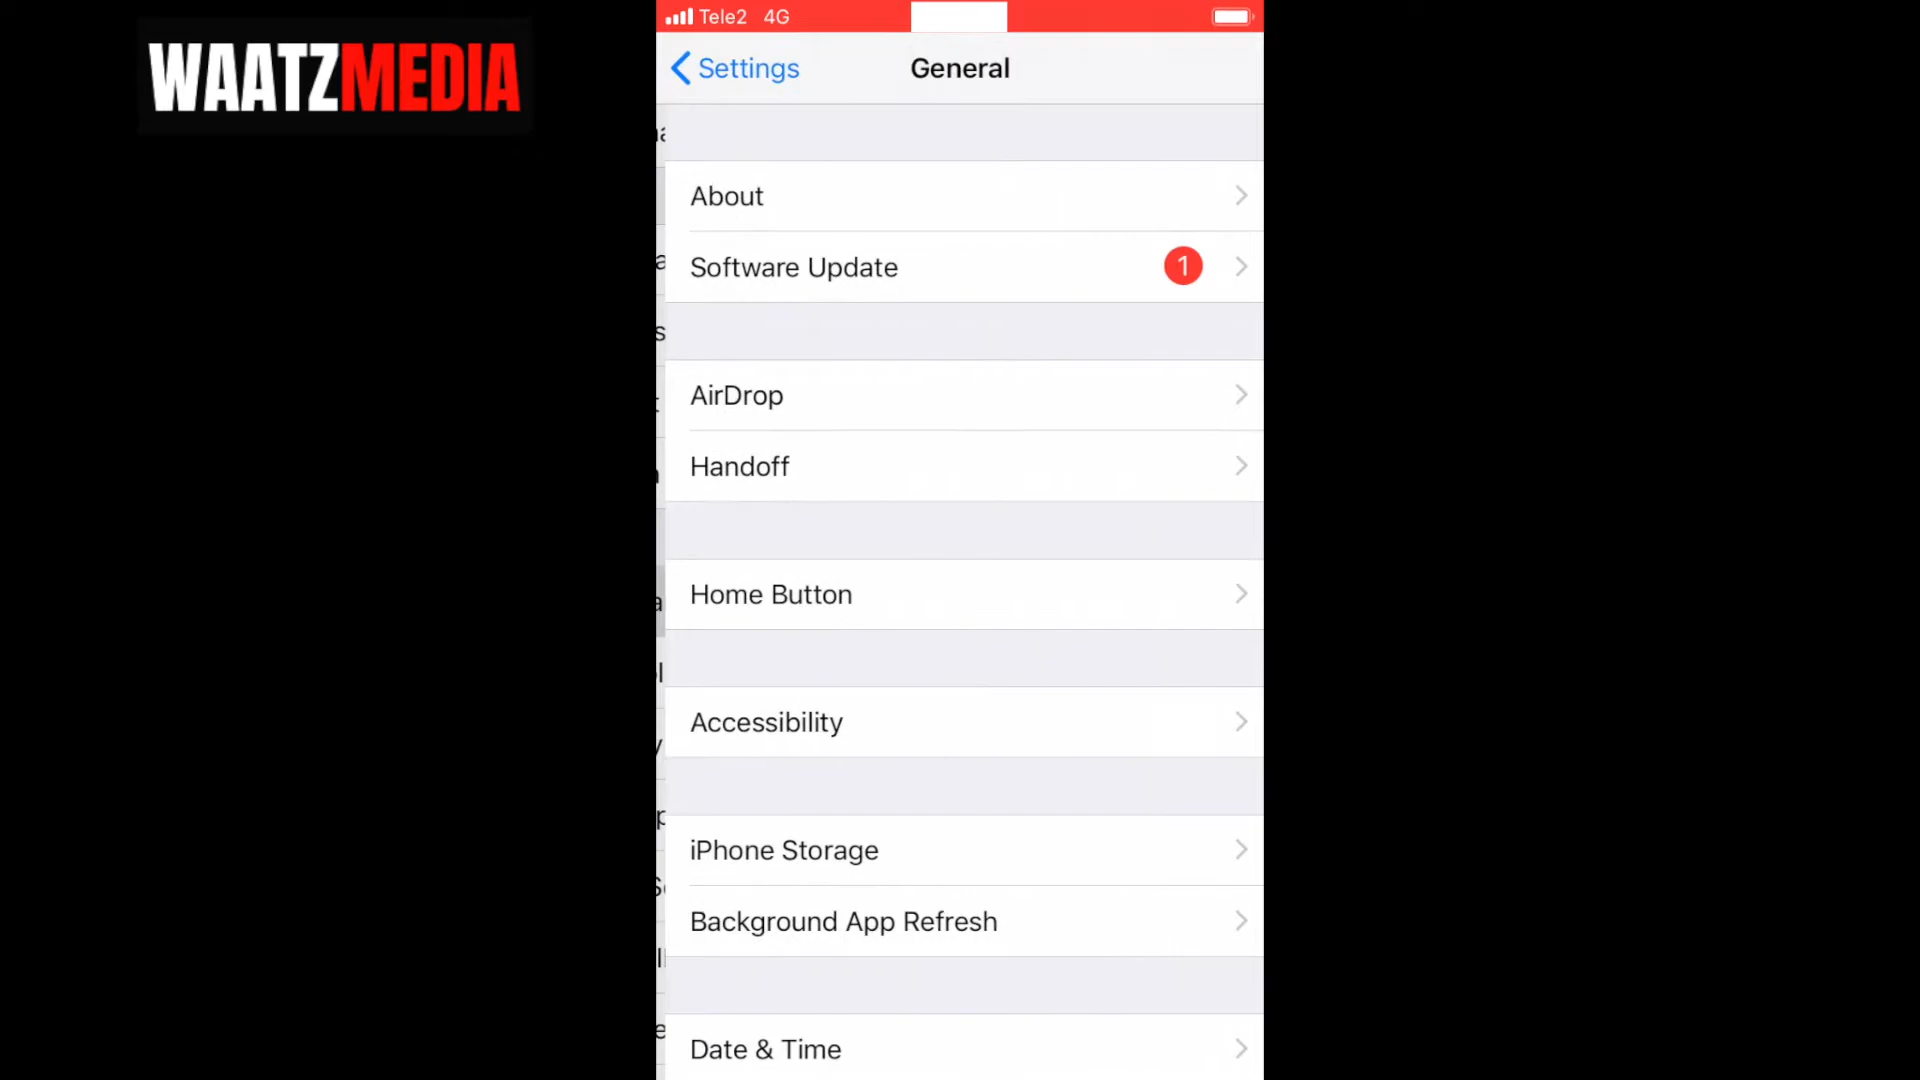 WAATZMEDIA
Tele2 4G
Settings
General
About
Software Update 1
AirDrop
Handoff
Home Button
Accessibility
iPhone Storage
Background App Refresh
Date & Time